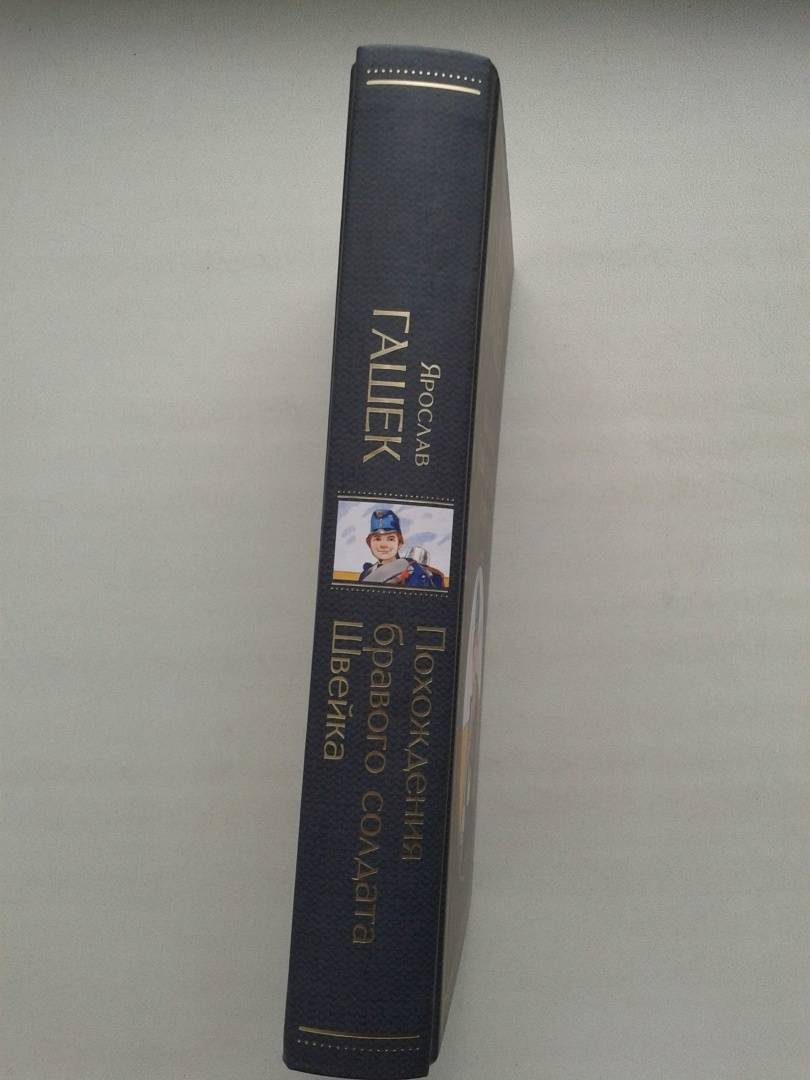 Ярослав
ГАШЕК
Похождения
бравого солдата
Швейка